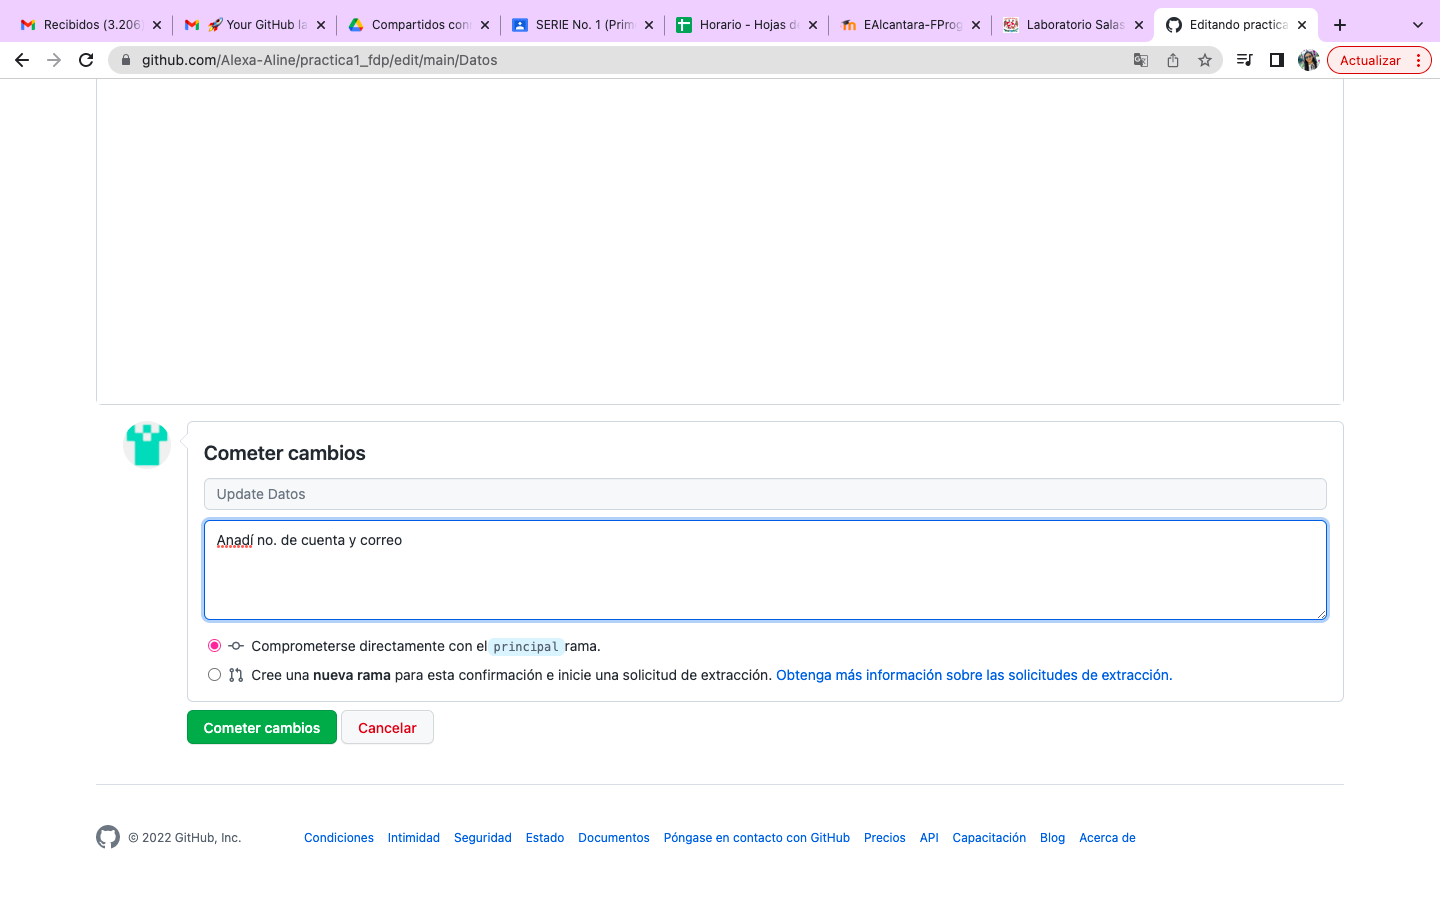 Recibidos (3.206)
🚀 Your GitHub la
Compartidos con
SERIE No. 1 (Prim
Horario - Hojas de
EAlcantara-FProg
Laboratorio Salas
Editando practica
github.com/Alexa-Aline/practica1_fdp/edit/main/Datos
Actualizar
Cometer cambios
Update Datos
Anadí no. de cuenta y correo
Comprometerse directamente con el principal rama.
Cree una nueva rama para esta confirmación e inicie una solicitud de extracción. Obtenga más información sobre las solicitudes de extracción.
Cometer cambios Cancelar
© 2022 GitHub, Inc. Condiciones Intimidad Seguridad Estado Documentos Póngase en contacto con GitHub Precios API Capacitación Blog Acerca de